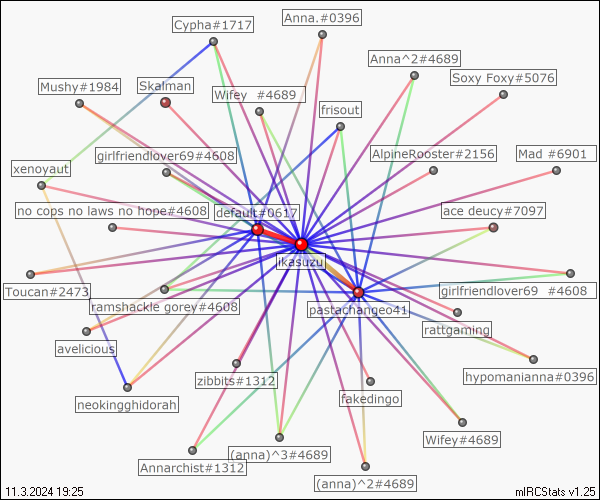 Anna.#0396
Cypha#1717
Anna^2#4689
Soxy Foxy#5076
Mushy#1984
Skalman
Wifey  #4689
frisout
girlfriendlover69#4608
AlpineRooster#2156
Mad #6901
xenoyaut
no cops no laws no hope#4608
default#0617
ace deucy#7097
ikasuzu
Toucan#2473
ramshackle gorey#4608
pastachangeo41
girlfriendlover69  #4608
rattgaming
avelicious
zibbits#1312
hypomanianna#0396
neokingghidorah
fakedingo
Wifey#4689
Annarchist#1312
(anna)^3#4689
(anna)^2#4689
11.3.2024 19:25
mIRCStats v1.25